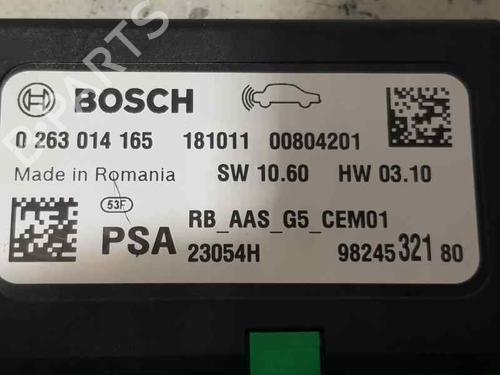 BOSCH
0 263 014 165 181011 00804201
Made in Romania SW 10.60 HW 03.10
53F RB_AAS_G5_CEM01
PSA 23054H 98245 321 80